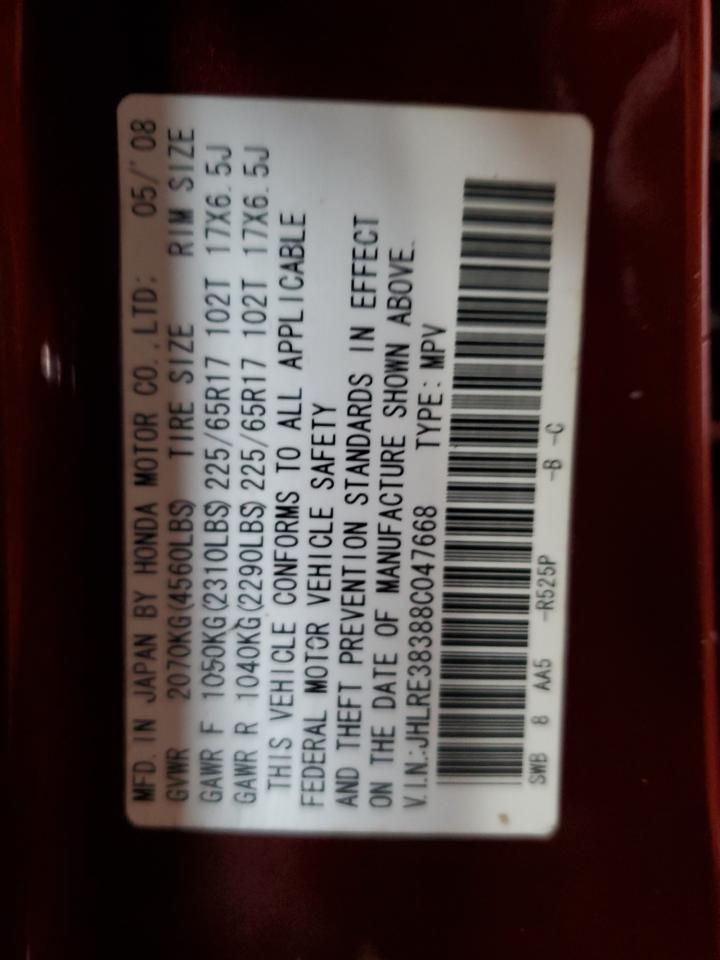 MFD. IN JAPAN BY HONDA MOTOR CO., LTD: 05/'08
GVWR 2070KG(4560LBS) TIRE SIZE RIM SIZE
GAWR F 1050KG(2310LBS) 225/65R17 102T 17X6.5J
GAWR R 1040KG(2290LBS) 225/65R17 102T 17X6.5J
THIS VEHICLE CONFORMS TO ALL APPLICABLE
FEDERAL MOTOR VEHICLE SAFETY
AND THEFT PREVENTION STANDARDS IN EFFECT
ON THE DATE OF MANUFACTURE SHOWN ABOVE.
V.I.N.:JHLRE38388C047668 TYPE: MPV
SWB 8 AA5 -R525P -B -C